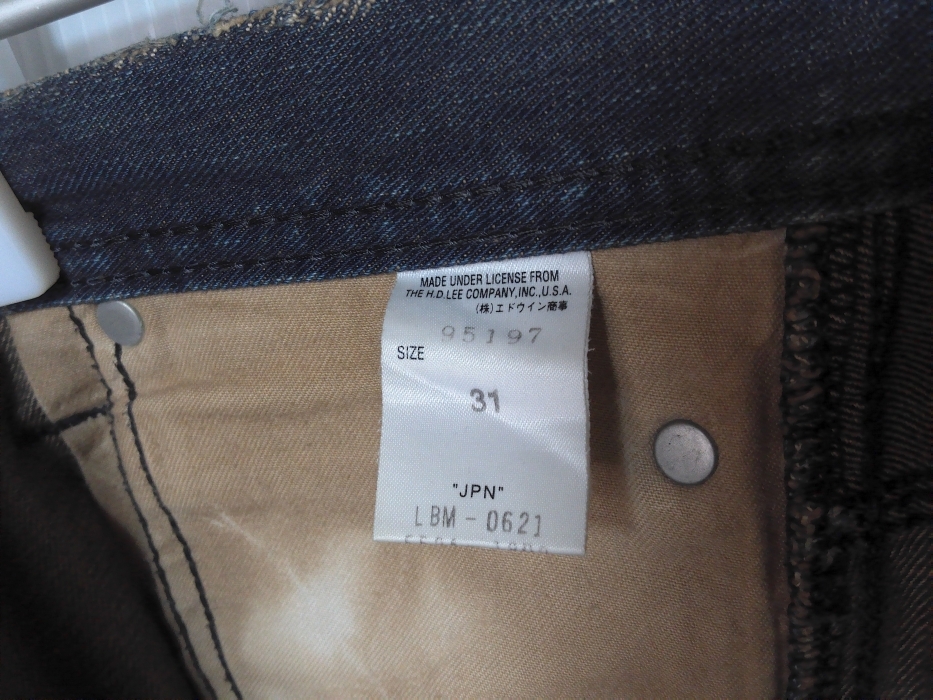 MADE UNDER LICENSE FROM
THE H.D.LEE COMPANY,INC.,U.S.A.
(株)エドウイン商事
95197
SIZE
31
"JPN"
LBM-0621